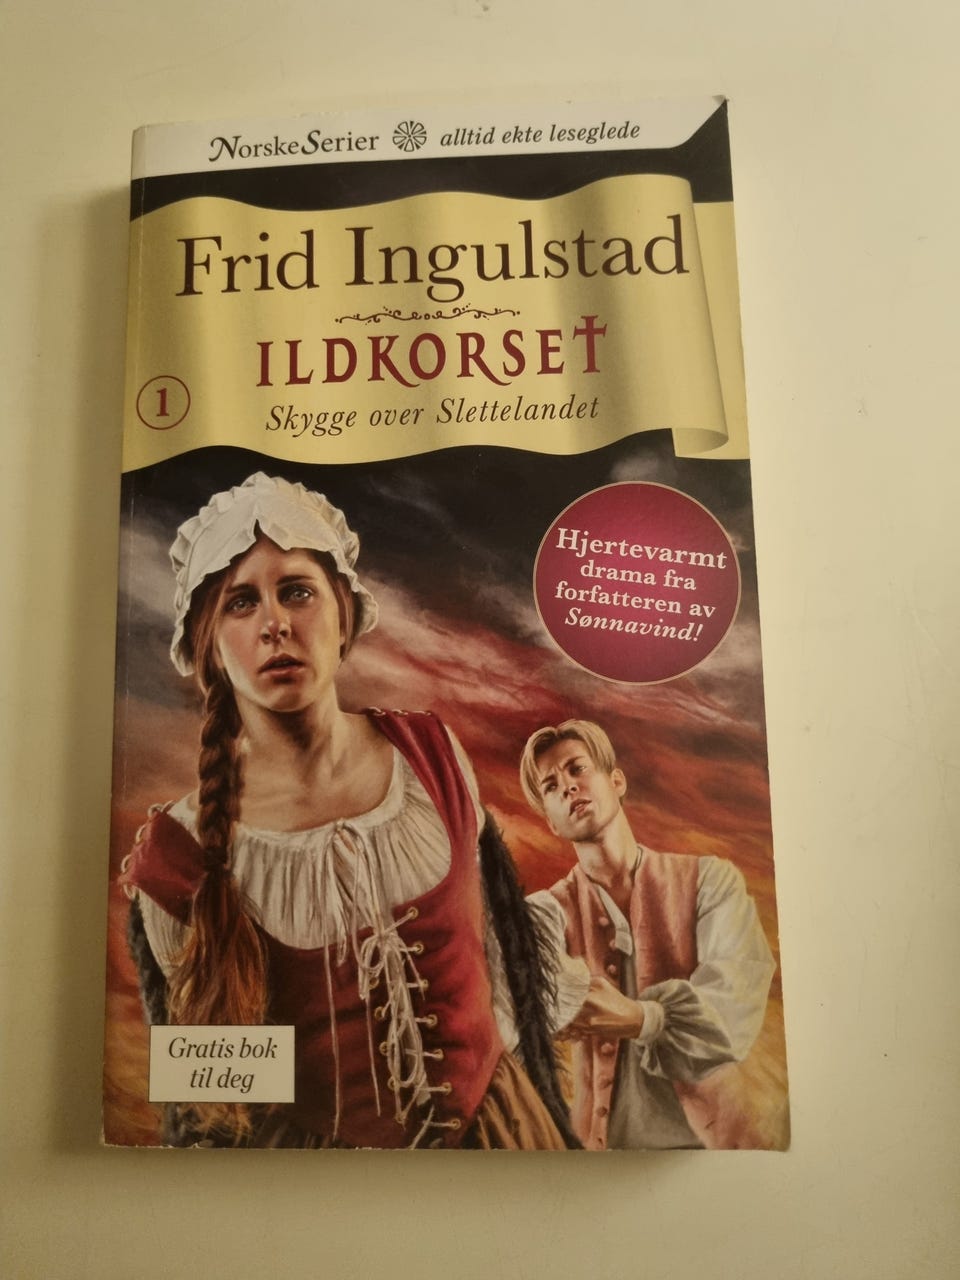 NorskeSerier alltid ekte leseglede
Frid Ingulstad
ILDKORSET
1
Skygge over Slettelandet
Hjertevarmt
drama fra
forfatteren av
Sønnavind!
Gratis bok
til deg